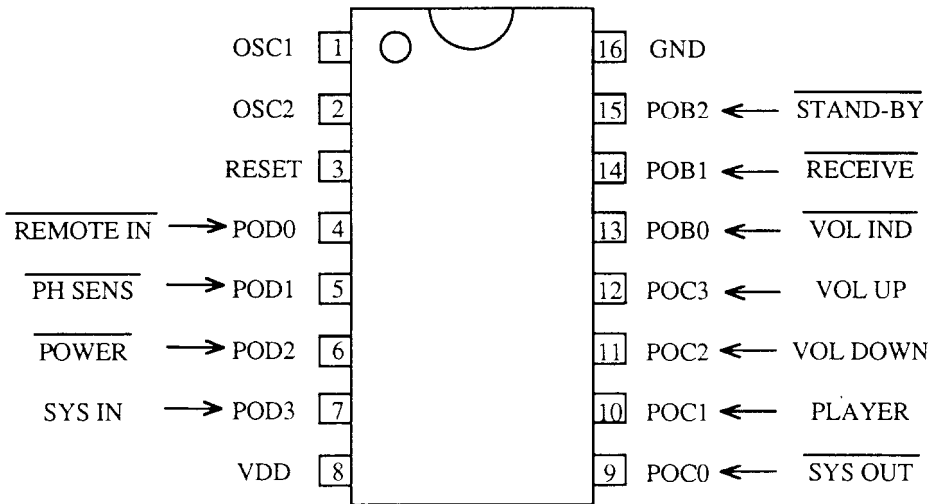 OSC1 1 16 GND
OSC2 2 15 POB2 STAND-BY
RESET 3 14 POB1 RECEIVE
REMOTE IN POD0 4 13 POB0 VOL IND
PH SENS POD1 5 12 POC3 VOL UP
POWER POD2 6 11 POC2 VOL DOWN
SYS IN POD3 7 10 POC1 PLAYER
VDD 8 9 POC0 SYS OUT